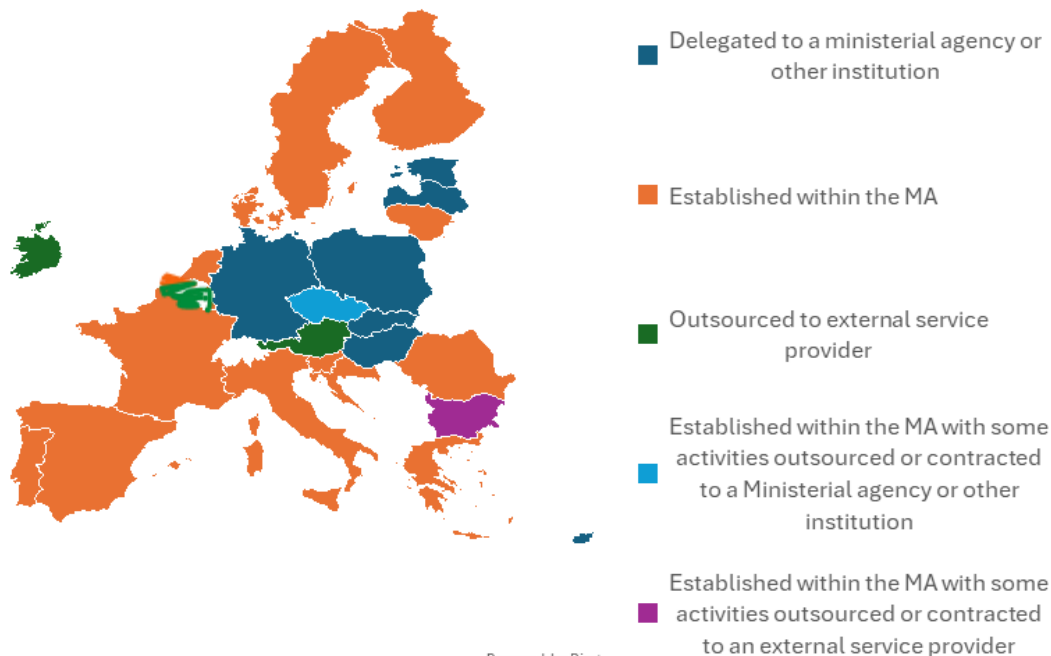 Delegated to a ministerial agency or
other institution
Established within the MA
Outsourced to external service
provider
Established within the MA with some
activities outsourced or contracted
to a Ministerial agency or other
institution
Established within the MA with some
activities outsourced or contracted
to an external service provider